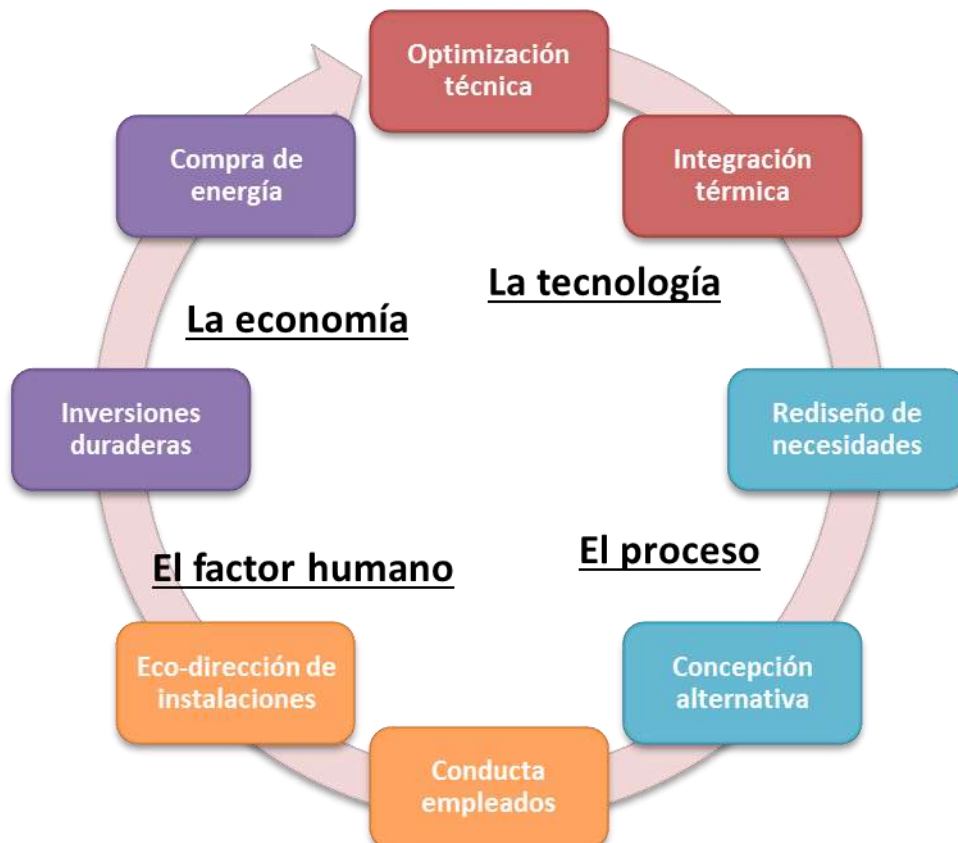 Optimización
técnica
Integración
térmica
Rediseño de
necesidades
Concepción
alternativa
Conducta
empleados
Eco-dirección de
instalaciones
Inversiones
duraderas
Compra de
energía
La tecnología
El proceso
El factor humano
La economía